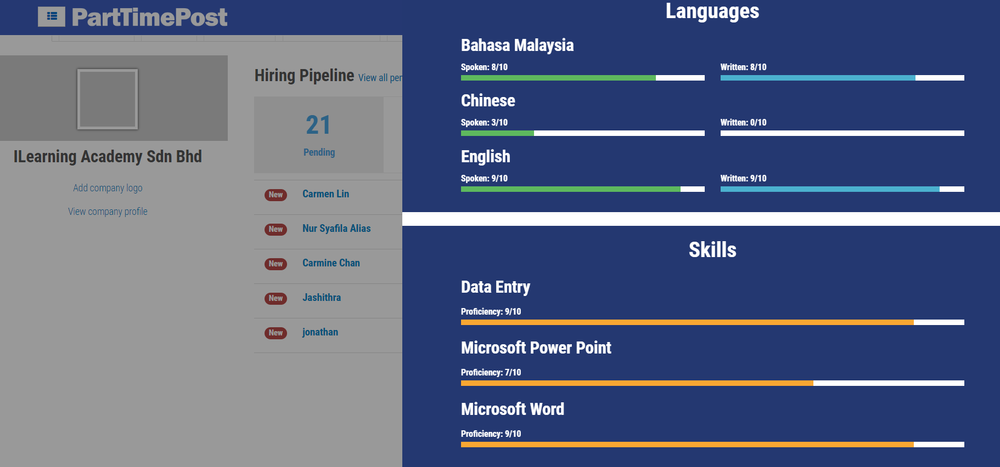 PartTimePost
ILearning Academy Sdn Bhd
Add company logo
View company profile
Hiring Pipeline View all
21
Pending
New Carmen Lin
New Nur Syafila Alias
New Carmine Chan
New Jashithra
New jonathan
Languages
Bahasa Malaysia
Spoken: 8/10 Written: 8/10
Chinese
Spoken: 3/10 Written: 0/10
English
Spoken: 9/10 Written: 9/10
Skills
Data Entry
Proficiency: 9/10
Microsoft Power Point
Proficiency: 7/10
Microsoft Word
Proficiency: 9/10